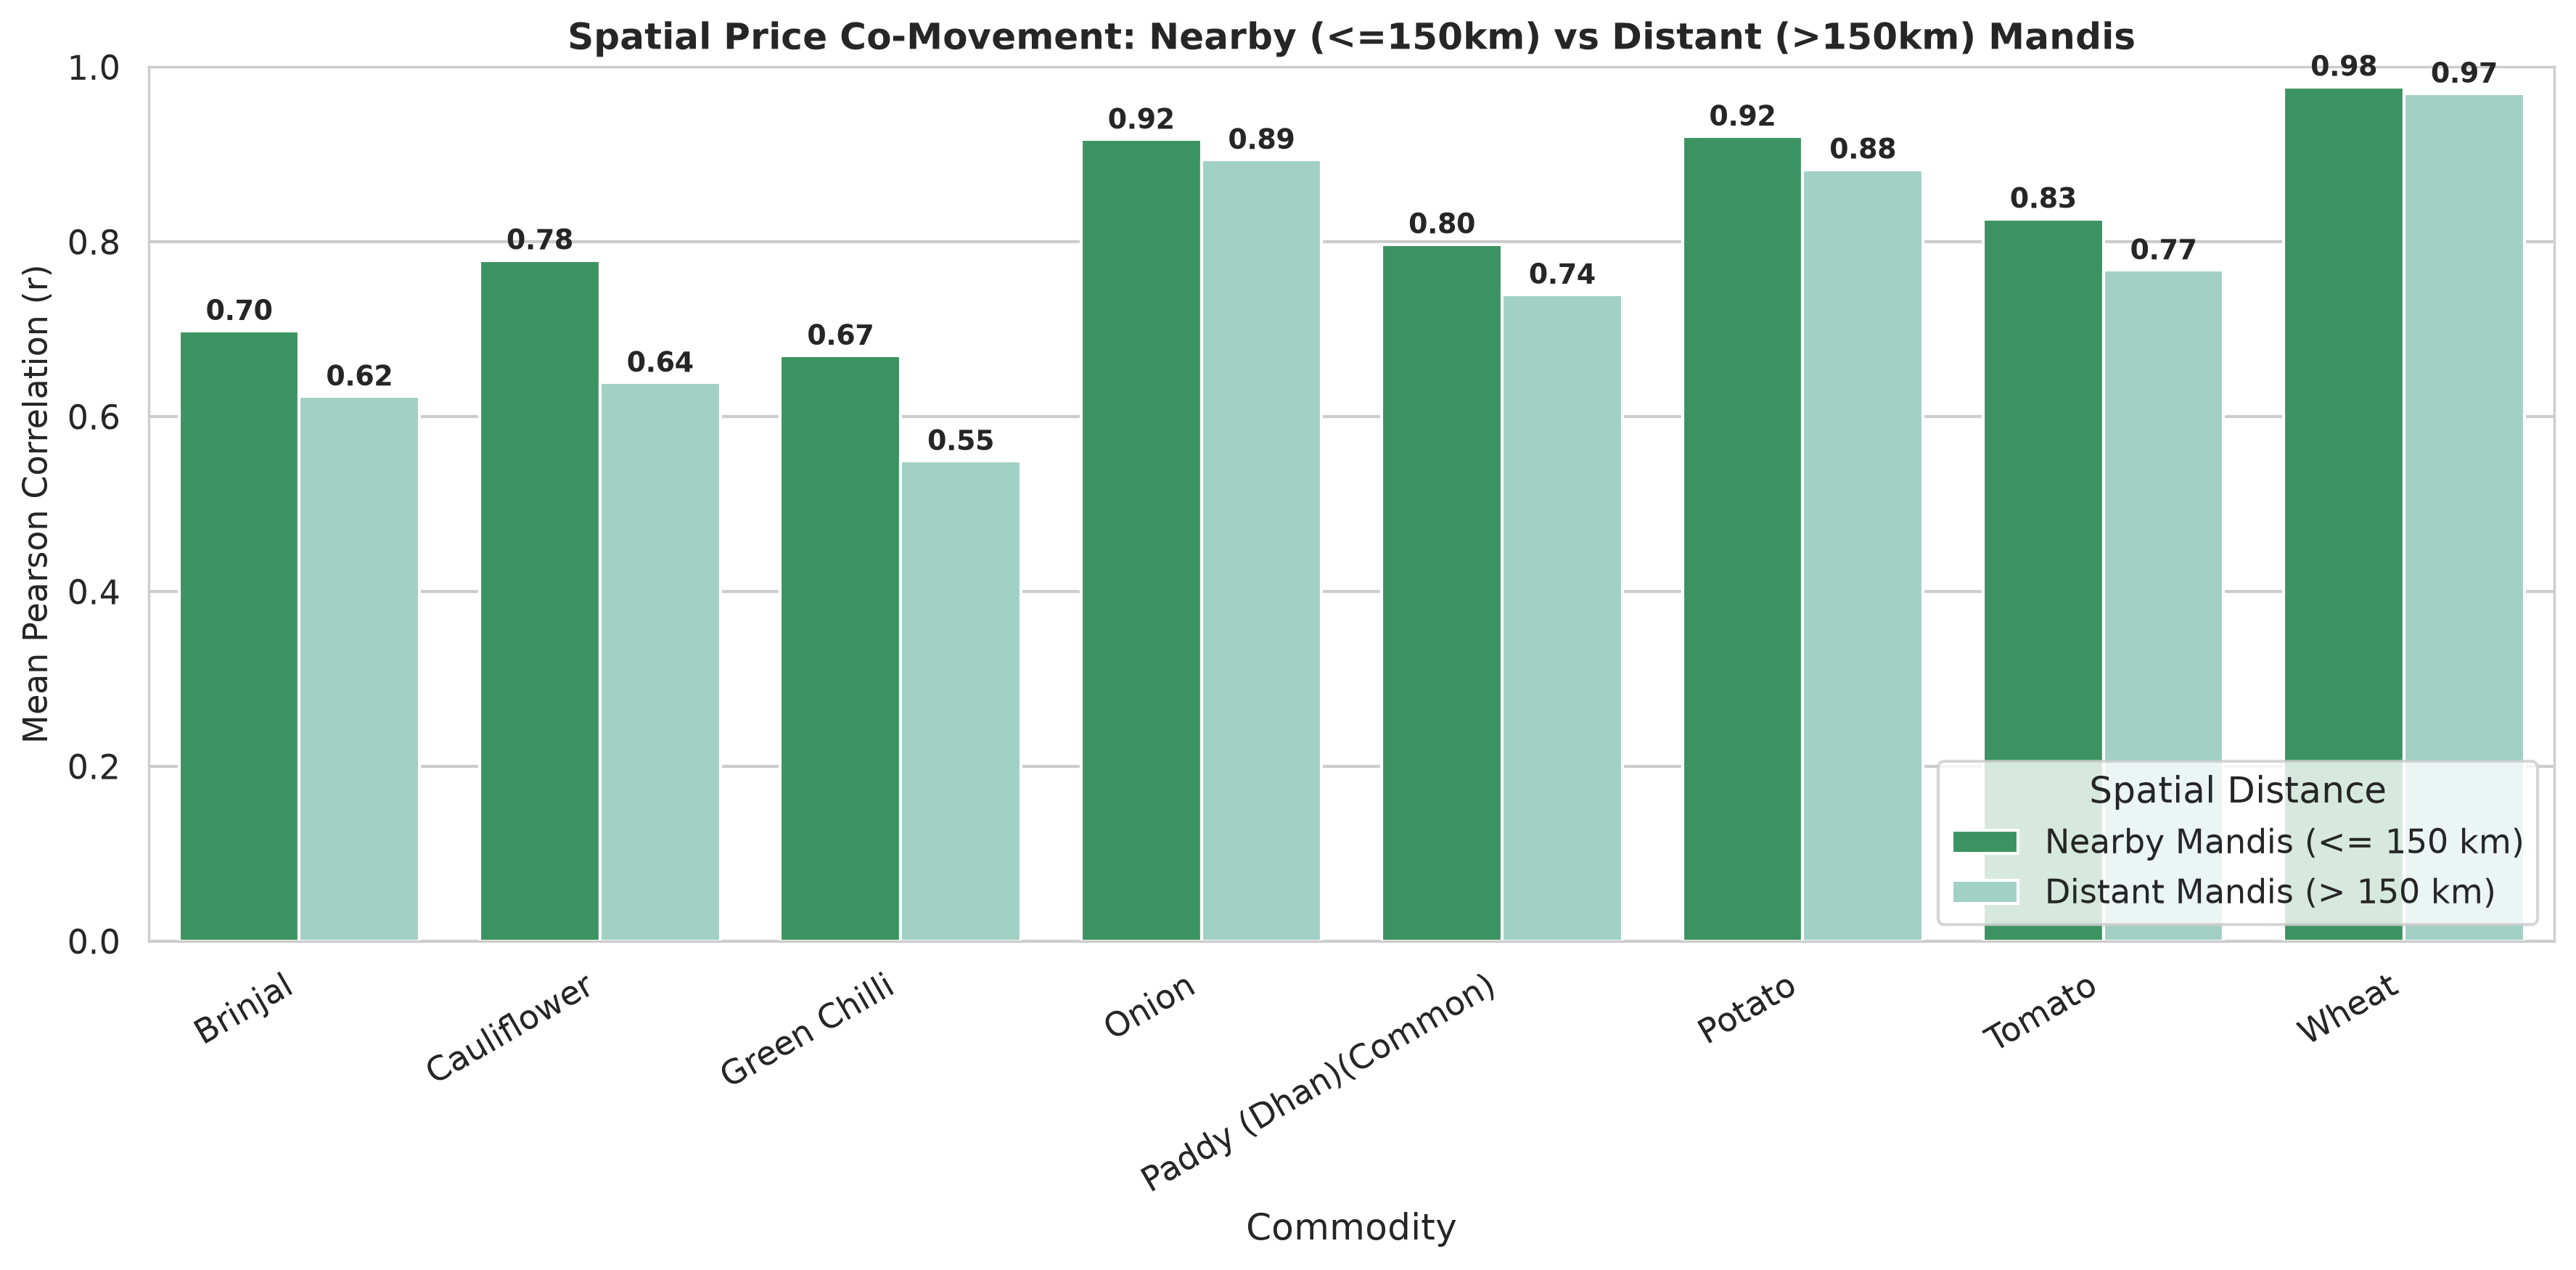 Spatial Price Co-Movement: Nearby (<=150km) vs Distant (>150km) Mandis
Mean Pearson Correlation (r)
1.0
0.8
0.6
0.4
0.2
0.0
0.70
0.62
0.78
0.64
0.67
0.55
0.92
0.89
0.80
0.74
0.92
0.88
0.83
0.77
0.98
0.97
Spatial Distance
Nearby Mandis (<= 150 km)
Distant Mandis (> 150 km)
Brinjal
Cauliflower
Green Chilli
Onion
Paddy (Dhan)(Common)
Potato
Tomato
Wheat
Commodity